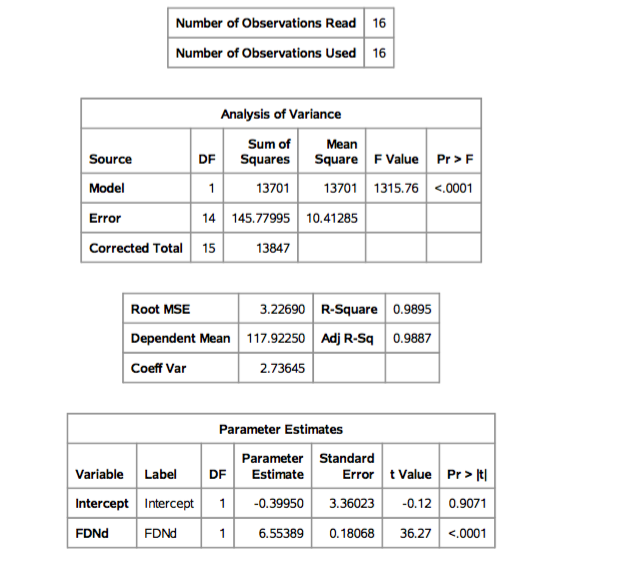 Number of Observations Read 16
Number of Observations Used 16
Analysis of Variance
Source DF Sum of Squares Mean Square F Value Pr > F
Model 1 13701 13701 1315.76 <.0001
Error 14 145.77995 10.41285
Corrected Total 15 13847
Root MSE 3.22690 R-Square 0.9895
Dependent Mean 117.92250 Adj R-Sq 0.9887
Coeff Var 2.73645
Parameter Estimates
Variable Label DF Parameter Estimate Standard Error t Value Pr > |t|
Intercept Intercept 1 -0.39950 3.36023 -0.12 0.9071
FDNd FDNd 1 6.55389 0.18068 36.27 <.0001